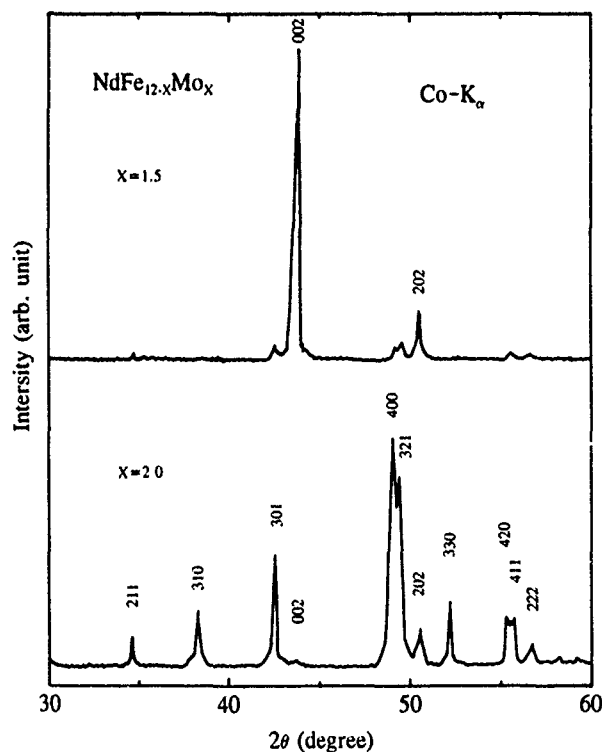 002
NdFe12-XMoX
Co-Kα
X=1.5
202
400
321
X=2 0
301
330
420
310
411
002
202
222
211
Intersity (arb. unit)
30
40
50
60
2θ (degree)